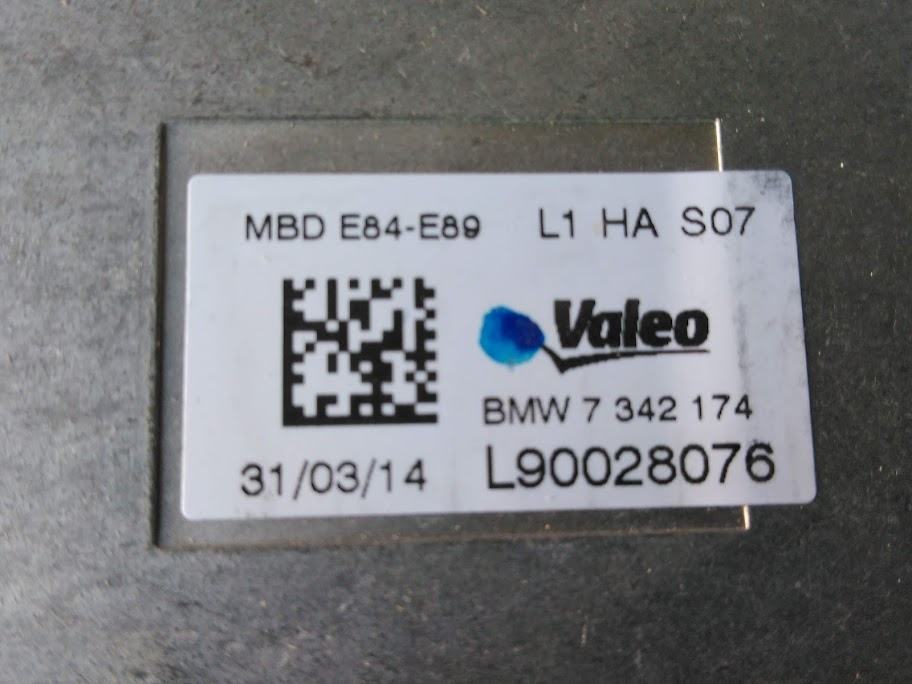 MBD E84-E89 L1 HA S07
Valeo
BMW 7 342 174
31/03/14 L90028076